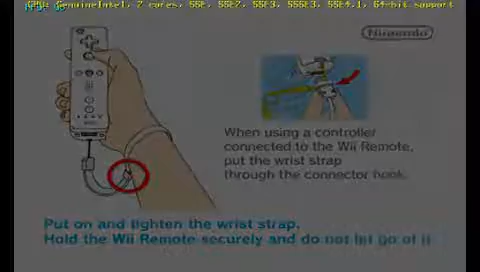 CPU: GenuineIntel, 2 cores, SSE, SSE2, SSE3, SSSE3, SSE4.1, 64-bit support
Nintendo
When using a controller
connected to the Wii Remote,
put the wrist strap
through the connector hook.
Put on and tighten the wrist strap.
Hold the Wii Remote securely and do not let go of it.